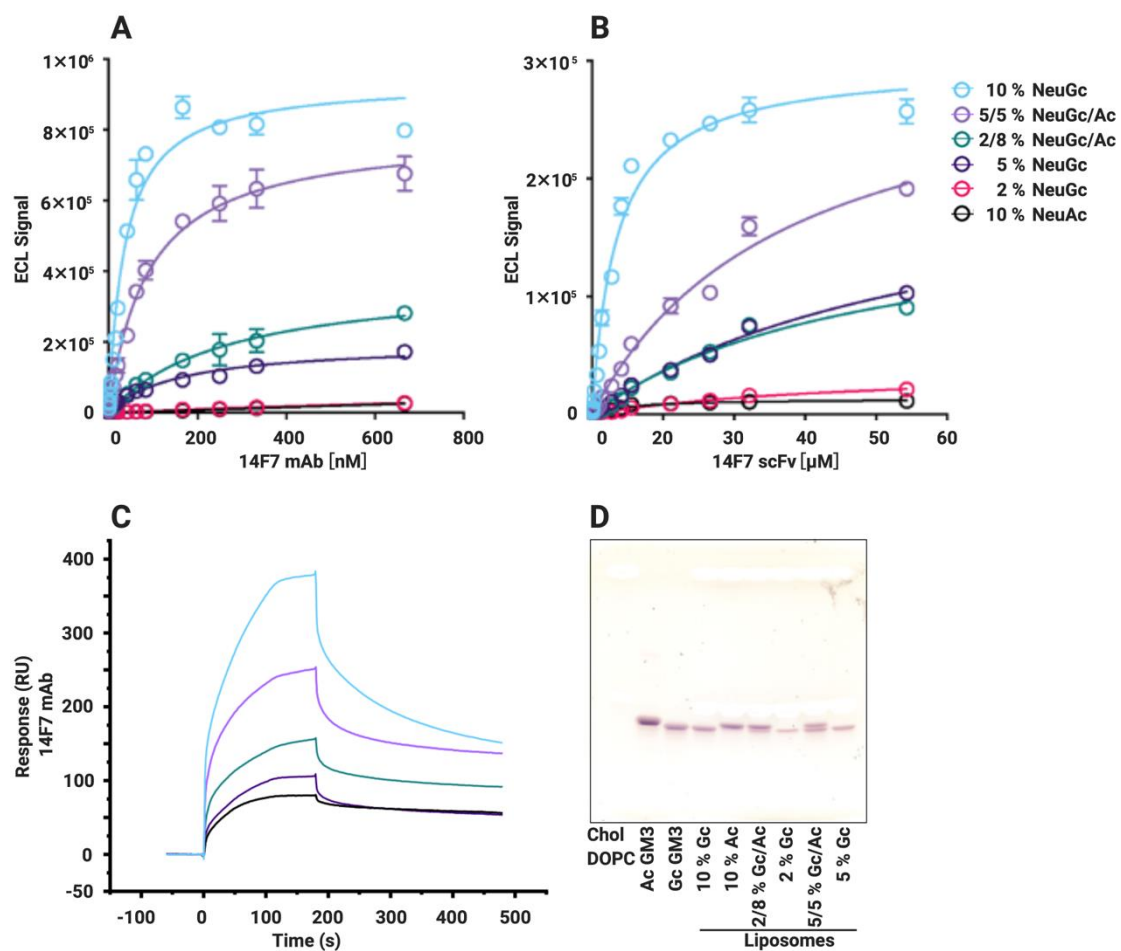 A
1×10⁶
8×10⁵
6×10⁵
4×10⁵
2×10⁵
0
ECL Signal
0 200 400 600 800
14F7 mAb [nM]
B
3×10⁵
2×10⁵
1×10⁵
0
ECL Signal
0 20 30 40 50 60
14F7 scFv [μM]
10 % NeuGc
5/5 % NeuGc/Ac
2/8 % NeuGc/Ac
5 % NeuGc
2 % NeuGc
10 % NeuAc
C
400
300
200
100
0
-50
Response (RU)
14F7 mAb
-100 0 100 200 300 400 500
Time (s)
D
Chol
DOPC
Ac GM3
Gc GM3
10 % Gc
10 % Ac
2/8 % Gc/Ac
2 % Gc
5/5 % Gc/Ac
5 % Gc
Liposomes